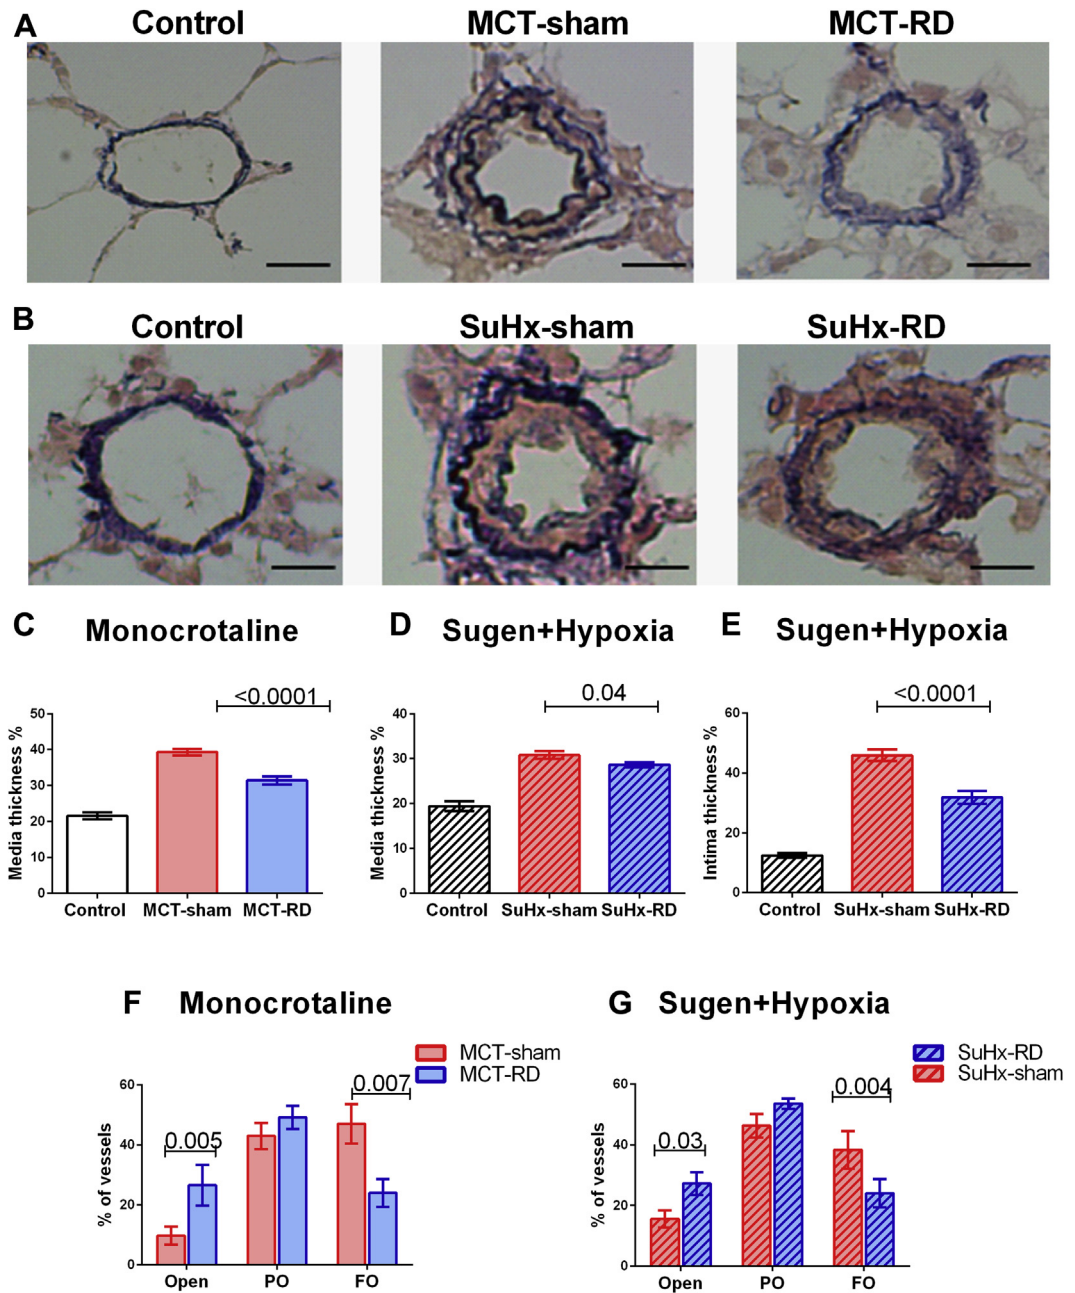 A Control MCT-sham MCT-RD
B Control SuHx-sham SuHx-RD
C Monocrotaline
<0.0001
Media thickness %
50
40
30
20
10
0
Control MCT-sham MCT-RD
D Sugen+Hypoxia
0.04
Media thickness %
40
30
20
10
0
Control SuHx-sham SuHx-RD
E Sugen+Hypoxia
<0.0001
Intima thickness %
60
40
20
0
Control SuHx-sham SuHx-RD
F Monocrotaline
MCT-sham
MCT-RD
0.005
0.007
% of vessels
60
40
20
0
Open PO FO
G Sugen+Hypoxia
SuHx-RD
SuHx-sham
0.03
0.004
% of vessels
60
40
20
0
Open PO FO